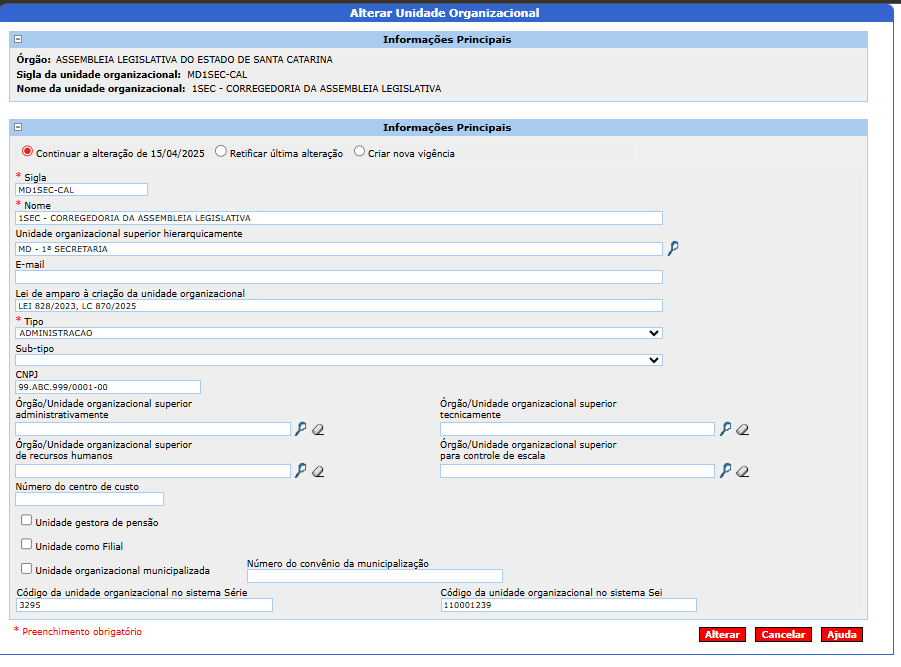 Alterar Unidade Organizacional
Informações Principais
Órgão: ASSEMBLEIA LEGISLATIVA DO ESTADO DE SANTA CATARINA
Sigla da unidade organizacional: MD1SEC-CAL
Nome da unidade organizacional: 1SEC - CORREGEDORIA DA ASSEMBLEIA LEGISLATIVA
Informações Principais
Continuar a alteração de 15/04/2025 Retificar última alteração Criar nova vigência
* Sigla
MD1SEC-CAL
* Nome
1SEC - CORREGEDORIA DA ASSEMBLEIA LEGISLATIVA
Unidade organizacional superior hierarquicamente
MD - 1ª SECRETARIA
E-mail
Lei de amparo à criação da unidade organizacional
LEI 828/2023, LC 870/2025
* Tipo
ADMINISTRACAO
Sub-tipo
CNPJ
99.ABC.999/0001-00
Órgão/Unidade organizacional superior
administrativamente
Órgão/Unidade organizacional superior
tecnicamente
Órgão/Unidade organizacional superior
de recursos humanos
Órgão/Unidade organizacional superior
para controle de escala
Número do centro de custo
Unidade gestora de pensão
Unidade como Filial
Unidade organizacional municipalizada
Número do convênio da municipalização
Código da unidade organizacional no sistema Série
3295
Código da unidade organizacional no sistema Sei
110001239
* Preenchimento obrigatório
Alterar Cancelar Ajuda